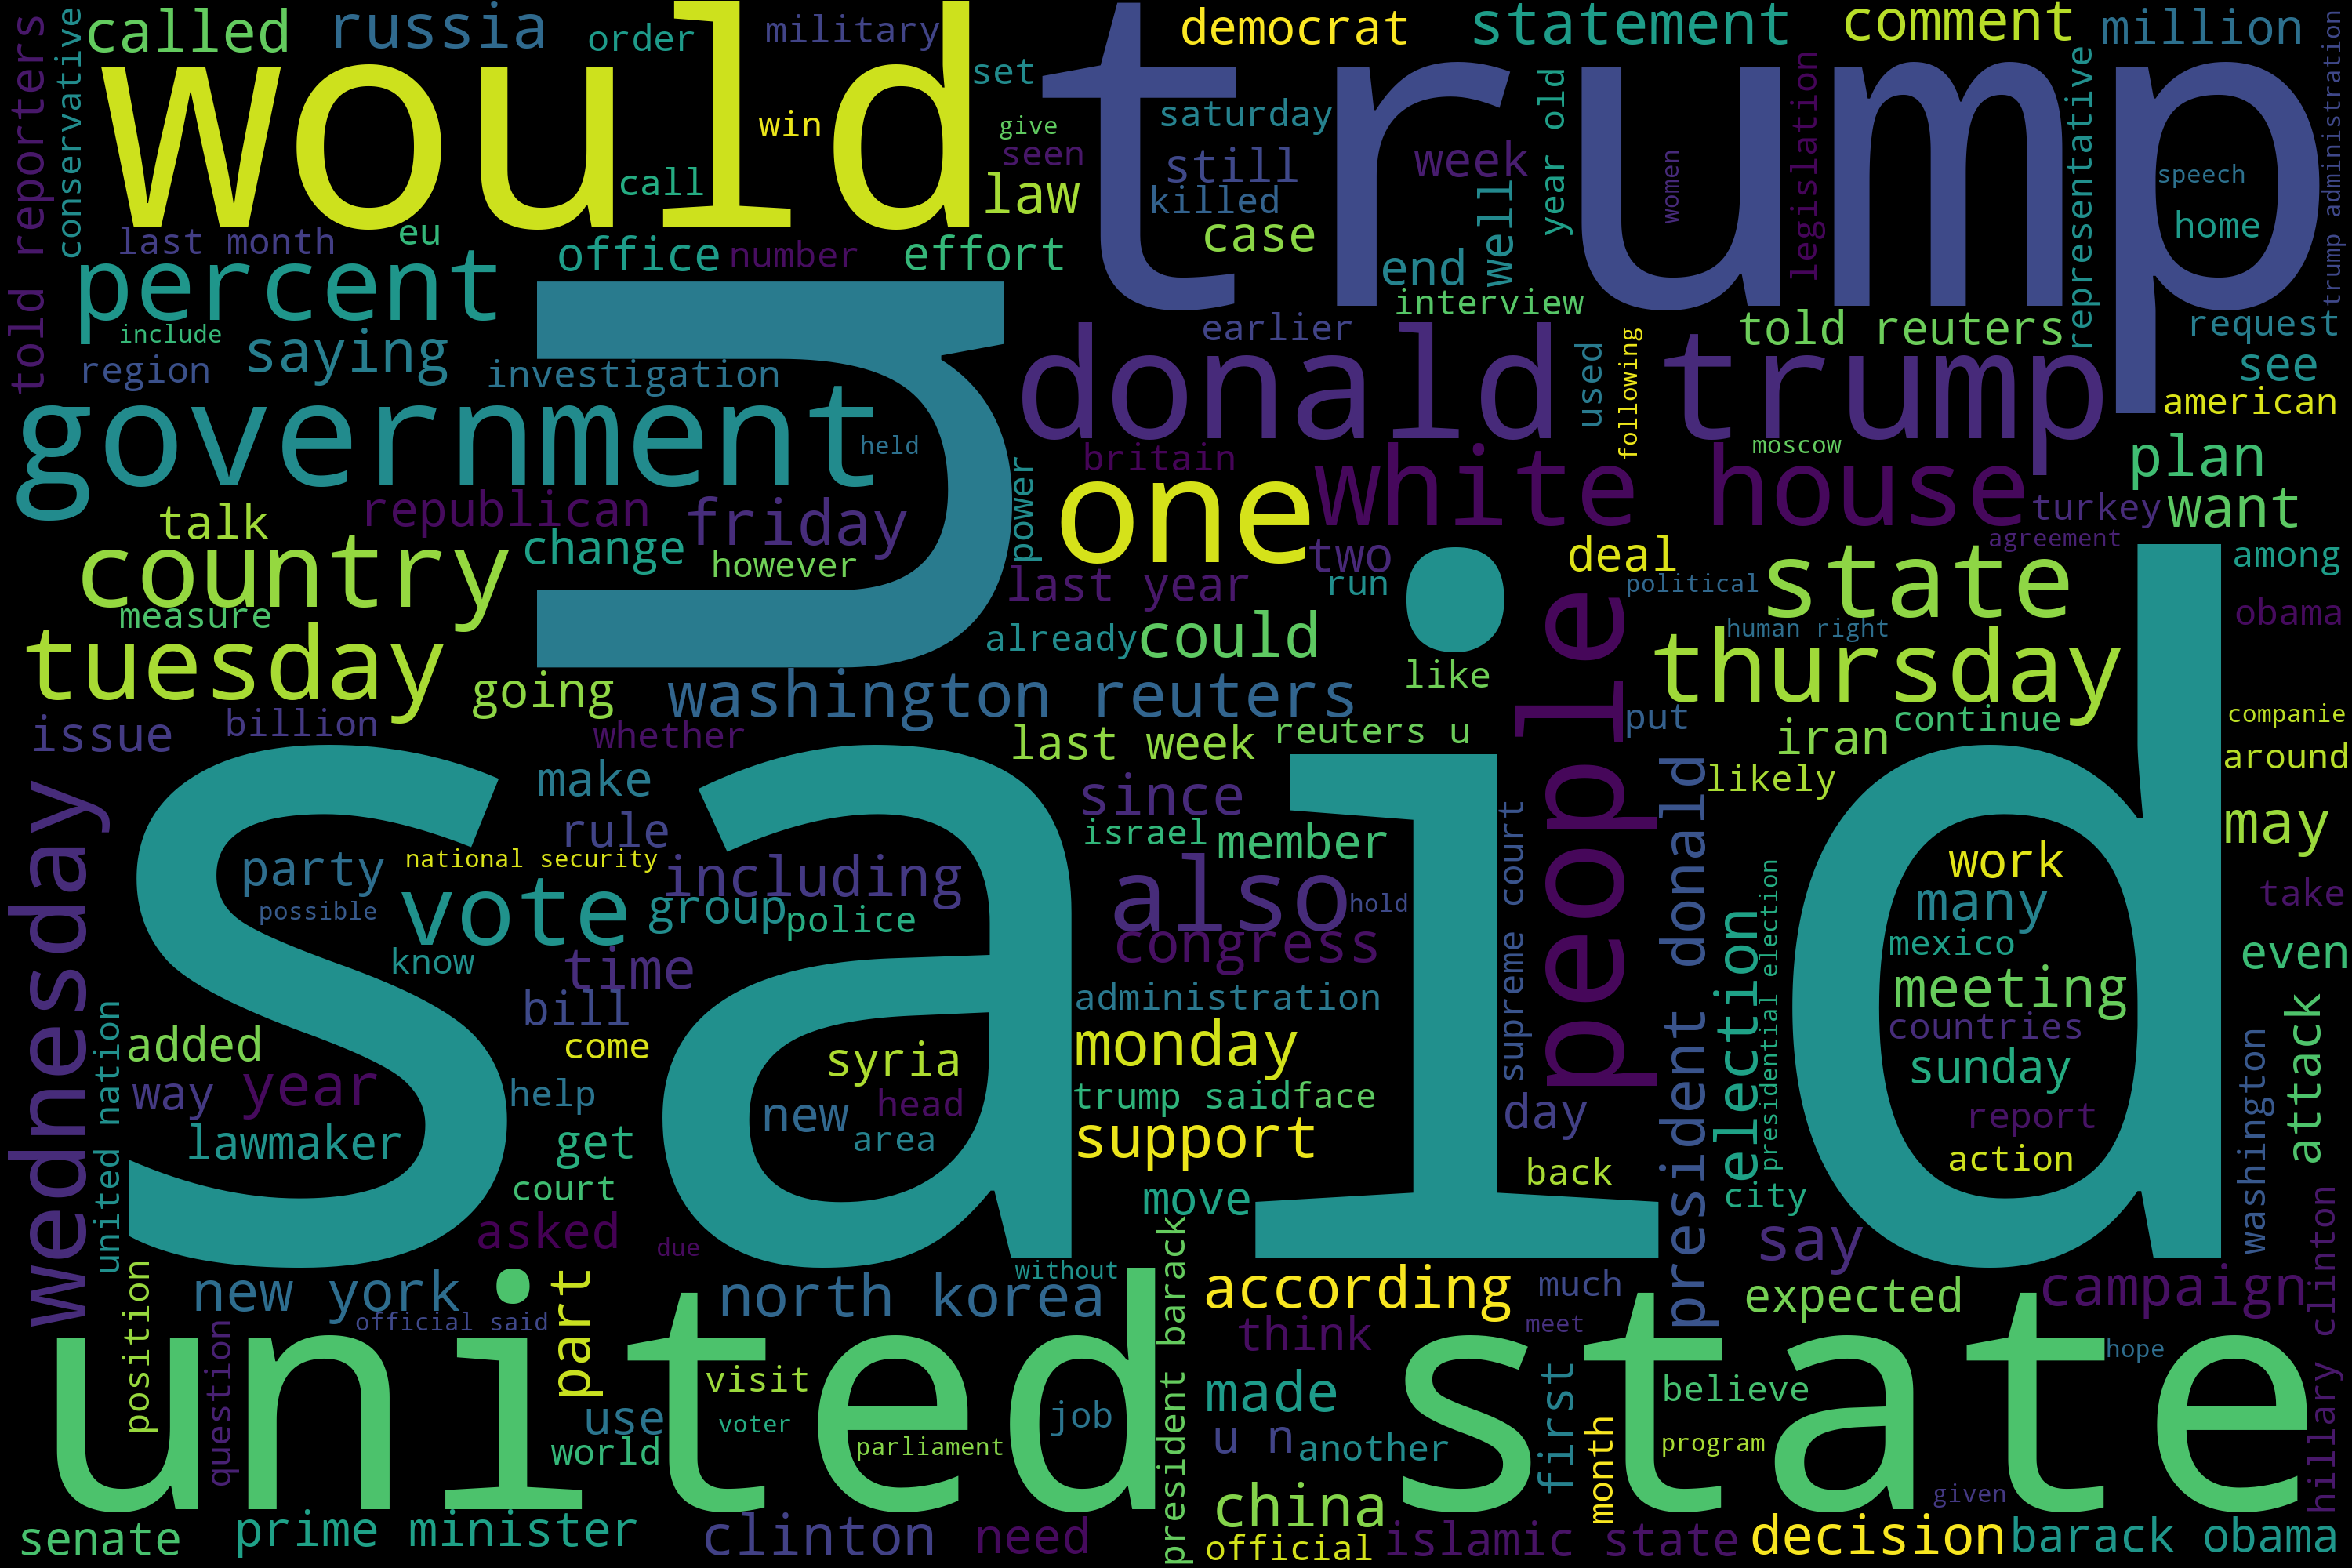 told reporters
conservative
called
russia
order
military
would
trump
democrat
statement
comment
million
trump administration
representative
legislation
year old
women
set
win
give
seen
call
law
saturday
still
killed
week
well
speech
home
last month
eu
office
number
effort
case
end
interview
percent
include
saying
region
investigation
u
earlier
told reuters
request
see
american
donald trump
used
following
government
held
britain
moscow
white house
plan
turkey
want
talk
republican
friday
power
one
two
agreement
among
country
change
however
last year
run
deal
political
state
obama
measure
already
could
human right
tuesday
going
washington reuters
like
people
thursday
put
continue
companie
issue
billion
whether
last week
reuters u
iran
around
likely
wednesday
make
since
president donald
rule
israel
member
may
said
party
national security
including
possible
vote
group
police
also
hold
supreme court
work
many
take
know
time
congress
election
presidential election
mexico
even
united nation
bill
administration
meeting
countries
added
come
syria
monday
sunday
attack
washington
way
year
help
new
head
trump said
face
day
report
lawmaker
get
area
support
action
court
move
back
city
asked
due
say
position
new york
official said
part
north korea
without
president barack
according
much
expected
campaign
hillary clinton
question
think
meet
hope
united state
visit
made
first
believe
use
voter
job
world
parliament
u n
another
month
program
china
given
senate
prime minister
clinton
need
official
islamic state
decision
barack obama